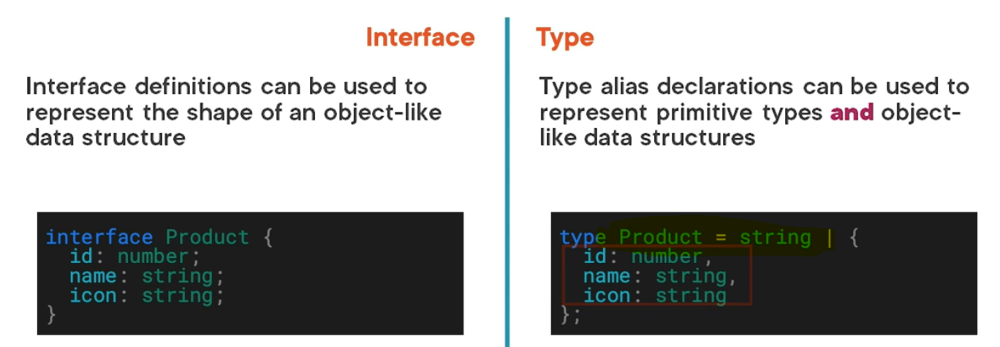 Interface
Interface definitions can be used to
represent the shape of an object-like
data structure
interface Product {
  id: number;
  name: string;
  icon: string;
}
Type
Type alias declarations can be used to
represent primitive types and object-
like data structures
type Product = string | {
  id: number,
  name: string,
  icon: string
};